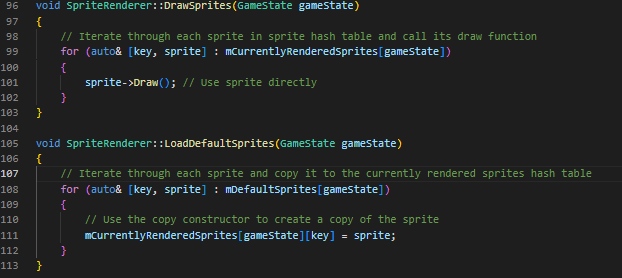 96 void SpriteRenderer::DrawSprites(GameState gameState)
97 {
98     // Iterate through each sprite in sprite hash table and call its draw function
99     for (auto& [key, sprite] : mCurrentlyRenderedSprites[gameState])
100     {
101         sprite->Draw(); // Use sprite directly
102     }
103 }
104
105 void SpriteRenderer::LoadDefaultSprites(GameState gameState)
106 {
107     // Iterate through each sprite and copy it to the currently rendered sprites hash table
108     for (auto& [key, sprite] : mDefaultSprites[gameState])
109     {
110         // Use the copy constructor to create a copy of the sprite
111         mCurrentlyRenderedSprites[gameState][key] = sprite;
112     }
113 }